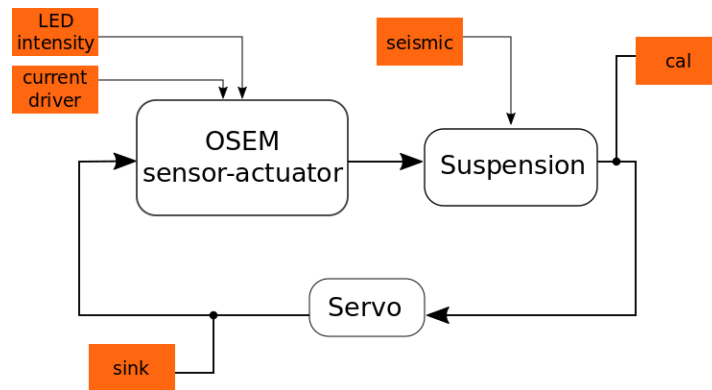 LED
intensity
current
driver
seismic
cal
OSEM
sensor-actuator
Suspension
Servo
sink